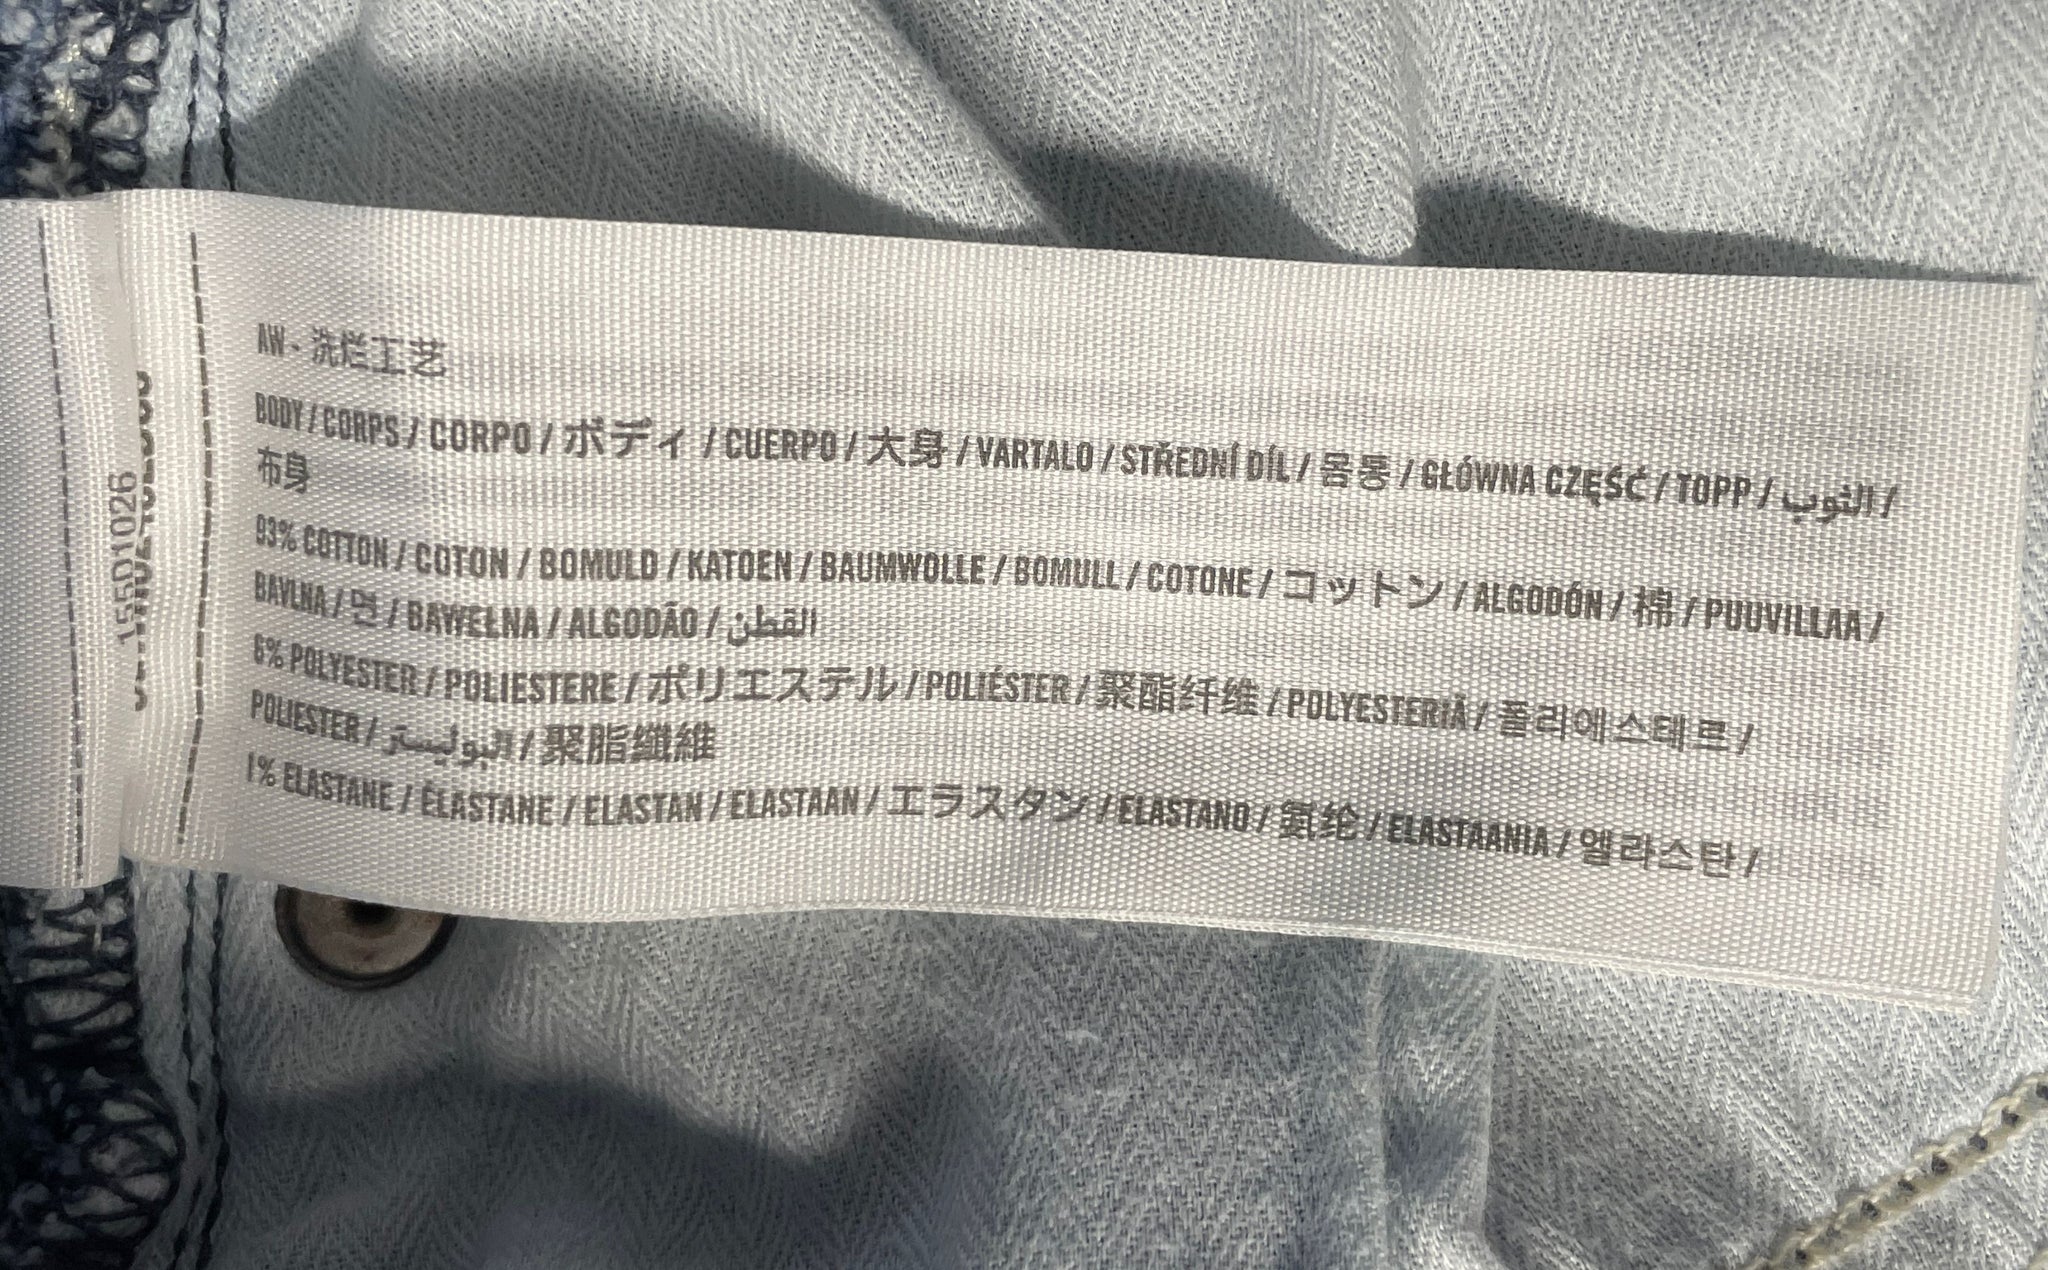 AW - 洗烂工艺
BODY / CORPS / CORPO / ボディ / CUERPO / 大身 / VARTALO / STŘEDNÍ DÍL / 몸통 / GŁÓWNA CZĘŚĆ / TOPP / الثوب /
布身
93% COTTON / COTON / BOMULD / KATOEN / BAUMWOLLE / BOMULL / COTONE / コットン / ALGODÓN / 棉 / PUUVILLAA /
BAVLNA / 면 / BAWEŁNA / ALGODÃO / القطن
6% POLYESTER / POLIESTERE / ポリエステル / POLIÉSTER / 聚酯纤维 / POLYESTERIÄ / 폴리에스테르 /
POLIESTER / البوليستر / 聚脂纖維
1% ELASTANE / ÉLASTANE / ELASTAN / ELASTAAN / エラスタン / ELASTANO / 氨纶 / ELASTAANIA / 엘라스탄 /
155D1026